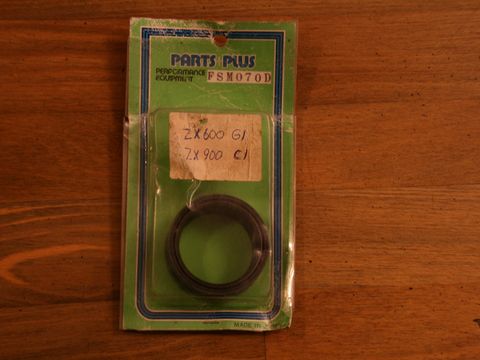 PARTS PLUS
PERFORMANCE
EQUIPMENT
FSM070D
ZX600 G1
ZX900 C1
MADE IN